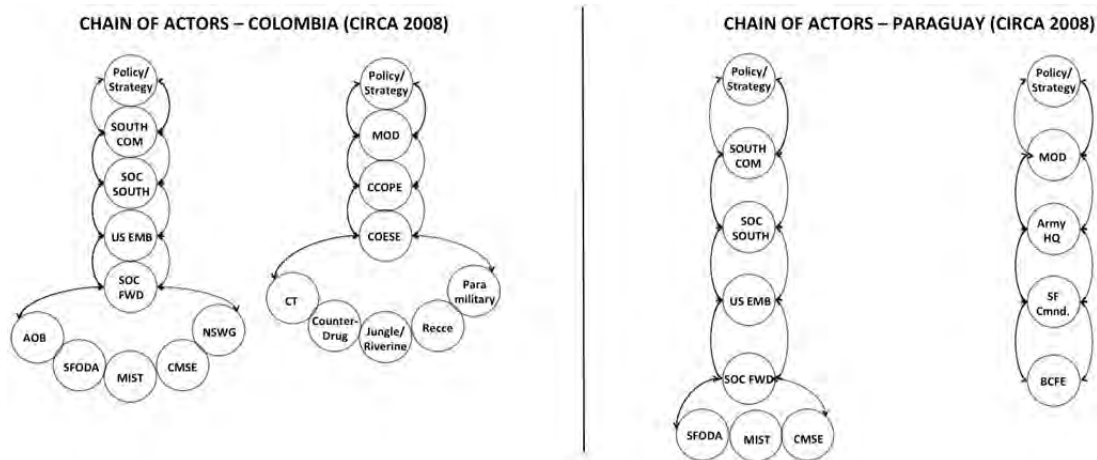 CHAIN OF ACTORS – COLOMBIA (CIRCA 2008)
Policy/
Strategy
SOUTH
COM
SOC
SOUTH
US EMB
SOC
FWD
AOB
SFODA
MIST
CMSE
NSWG
Policy/
Strategy
MOD
CCOPE
COESE
CT
Counter-
Drug
Jungle/
Riverine
Recce
Para
military
CHAIN OF ACTORS – PARAGUAY (CIRCA 2008)
Policy/
Strategy
SOUTH
COM
SOC
SOUTH
US EMB
SOC FWD
SFODA
MIST
CMSE
Policy/
Strategy
MOD
Army
HQ
SF
Cmnd.
BCFE